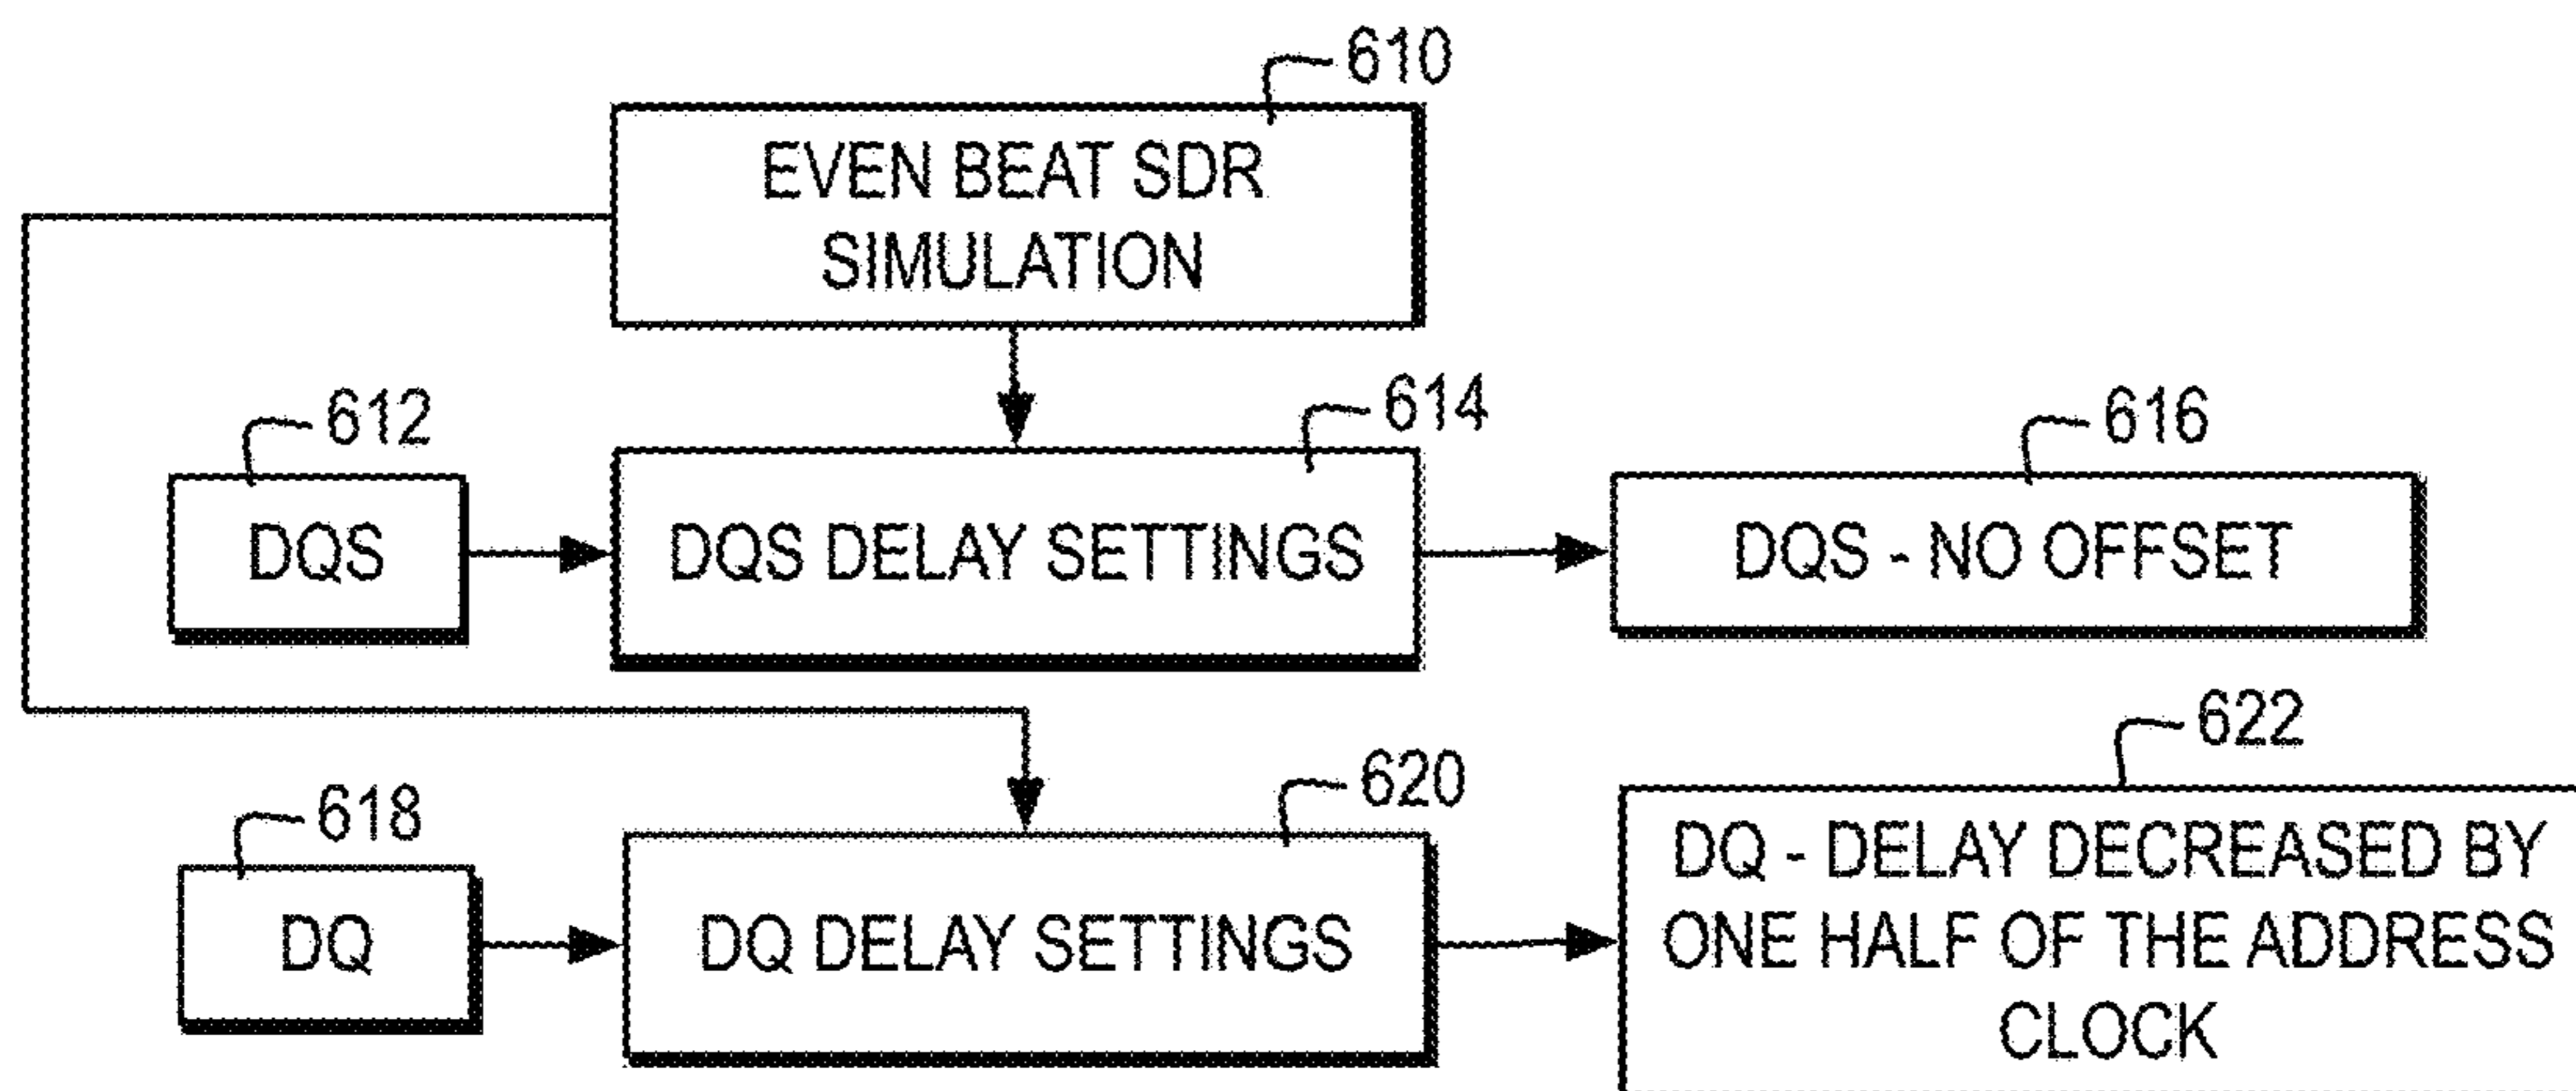 610
EVEN BEAT SDR
SIMULATION
612
614
616
DQS
DQS DELAY SETTINGS
DQS - NO OFFSET
618
620
622
DQ
DQ DELAY SETTINGS
DQ - DELAY DECREASED BY
ONE HALF OF THE ADDRESS
CLOCK